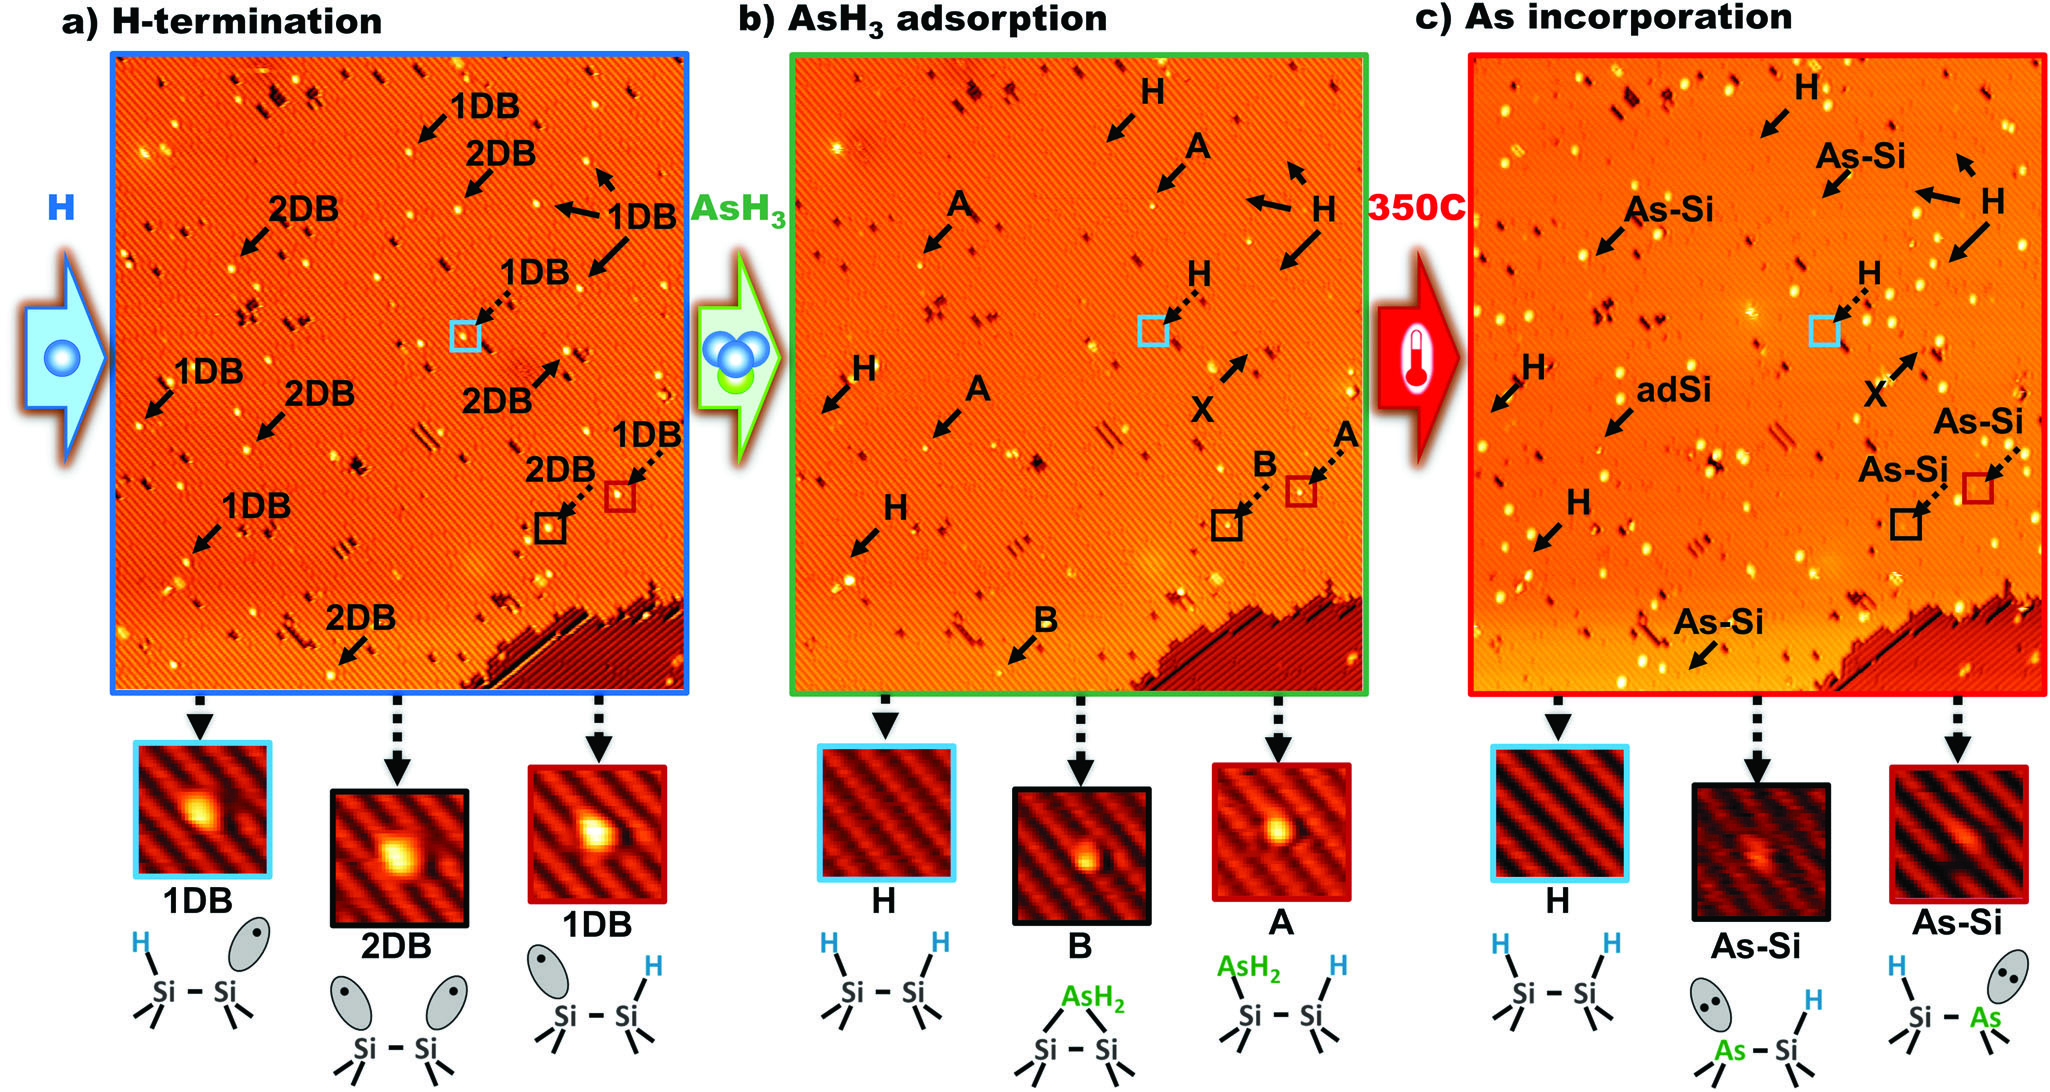 a) H-termination
b) AsH3 adsorption
c) As incorporation
H
1DB
2DB
2DB
1DB
1DB
1DB
2DB
2DB
1DB
2DB
1DB
2DB
AsH3
H
A
A
H
H
H
A
X
A
B
H
B
350C
H
As-Si
As-Si
H
H
H
adSi
X
As-Si
As-Si
H
As-Si
1DB
2DB
1DB
H
B
A
H
As-Si
As-Si
H
Si – Si
Si – Si
H
Si – Si
H
H
Si – Si
AsH2
Si – Si
AsH2
H
Si – Si
H
H
Si – Si
H
As – Si
H
Si – As